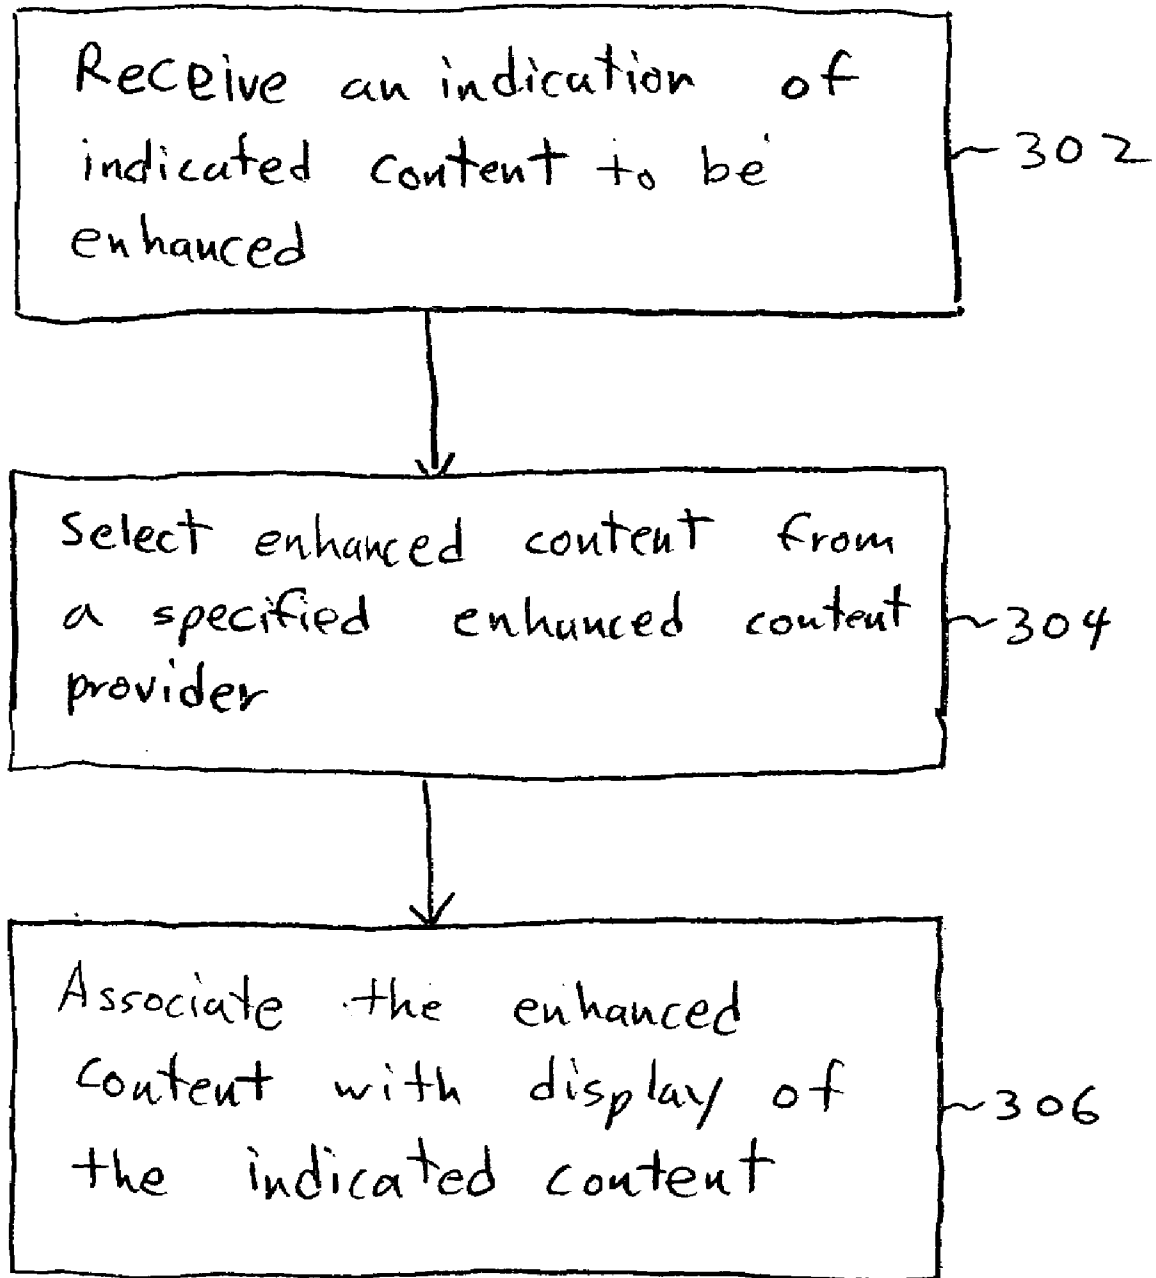 Receive an indication of
indicated content to be
enhanced
~302
Select enhanced content from
a specified enhanced content
provider
~304
Associate the enhanced
content with display of
the indicated content
~306